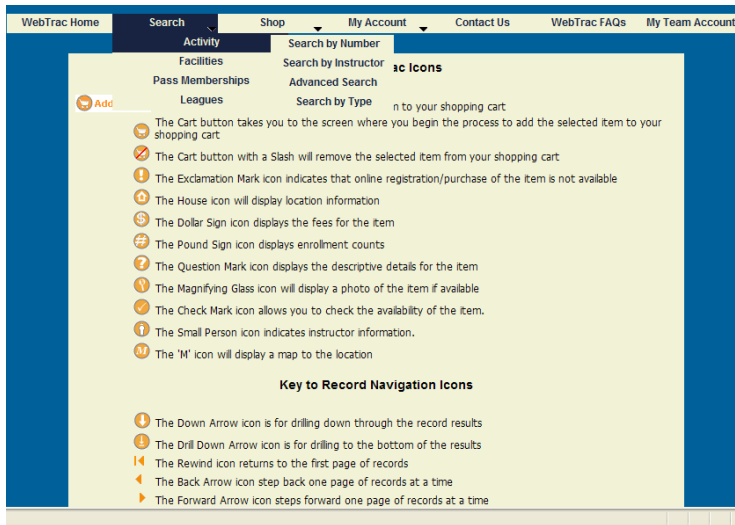 WebTrac Home Search Shop My Account Contact Us WebTrac FAQs My Team Account
Activity Search by Number
Facilities Search by Instructor
ac Icons
Pass Memberships Advanced Search
Leagues Search by Type
Add n to your shopping cart
The Cart button takes you to the screen where you begin the process to add the selected item to your
shopping cart
The Cart button with a Slash will remove the selected item from your shopping cart
! The Exclamation Mark icon indicates that online registration/purchase of the item is not available
The House icon will display location information
$ The Dollar Sign icon displays the fees for the item
# The Pound Sign icon displays enrollment counts
? The Question Mark icon displays the descriptive details for the item
The Magnifying Glass icon will display a photo of the item if available
The Check Mark icon allows you to check the availability of the item.
The Small Person icon indicates instructor information.
M The 'M' icon will display a map to the location
Key to Record Navigation Icons
The Down Arrow icon is for drilling down through the record results
The Drill Down Arrow icon is for drilling to the bottom of the results
The Rewind icon returns to the first page of records
The Back Arrow icon step back one page of records at a time
The Forward Arrow icon steps forward one page of records at a time